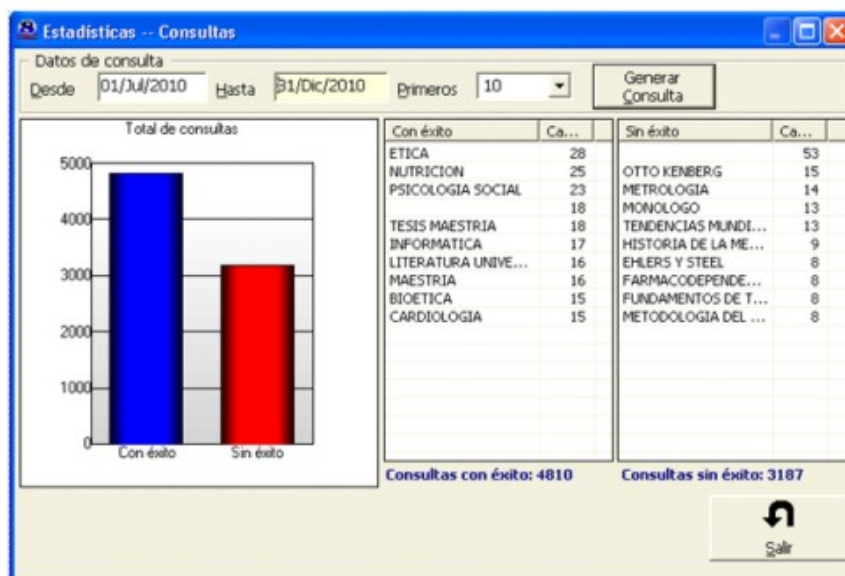 Estadísticas -- Consultas
Datos de consulta
Desde 01/Jul/2010 Hasta 31/Dic/2010 Primeros 10 Generar Consulta
Total de consultas
5000
4000
3000
2000
1000
0
Con éxito Sin éxito
Con éxito Ca...
ETICA 28
NUTRICION 25
PSICOLOGIA SOCIAL 23
18
TESIS MAESTRIA 18
INFORMATICA 17
LITERATURA UNIVE... 16
MAESTRIA 16
BIOETICA 15
CARDIOLOGIA 15
Consultas con éxito: 4810
Sin éxito Ca...
53
OTTO KENBERG 15
METROLOGIA 14
MONOLOGO 13
TENDENCIAS MUNDI... 13
HISTORIA DE LA ME... 9
EHLERS Y STEEL 8
FARMACODEPENDE... 8
FUNDAMENTOS DE T... 8
METODOLOGIA DEL ... 8
Consultas sin éxito: 3187
Salir